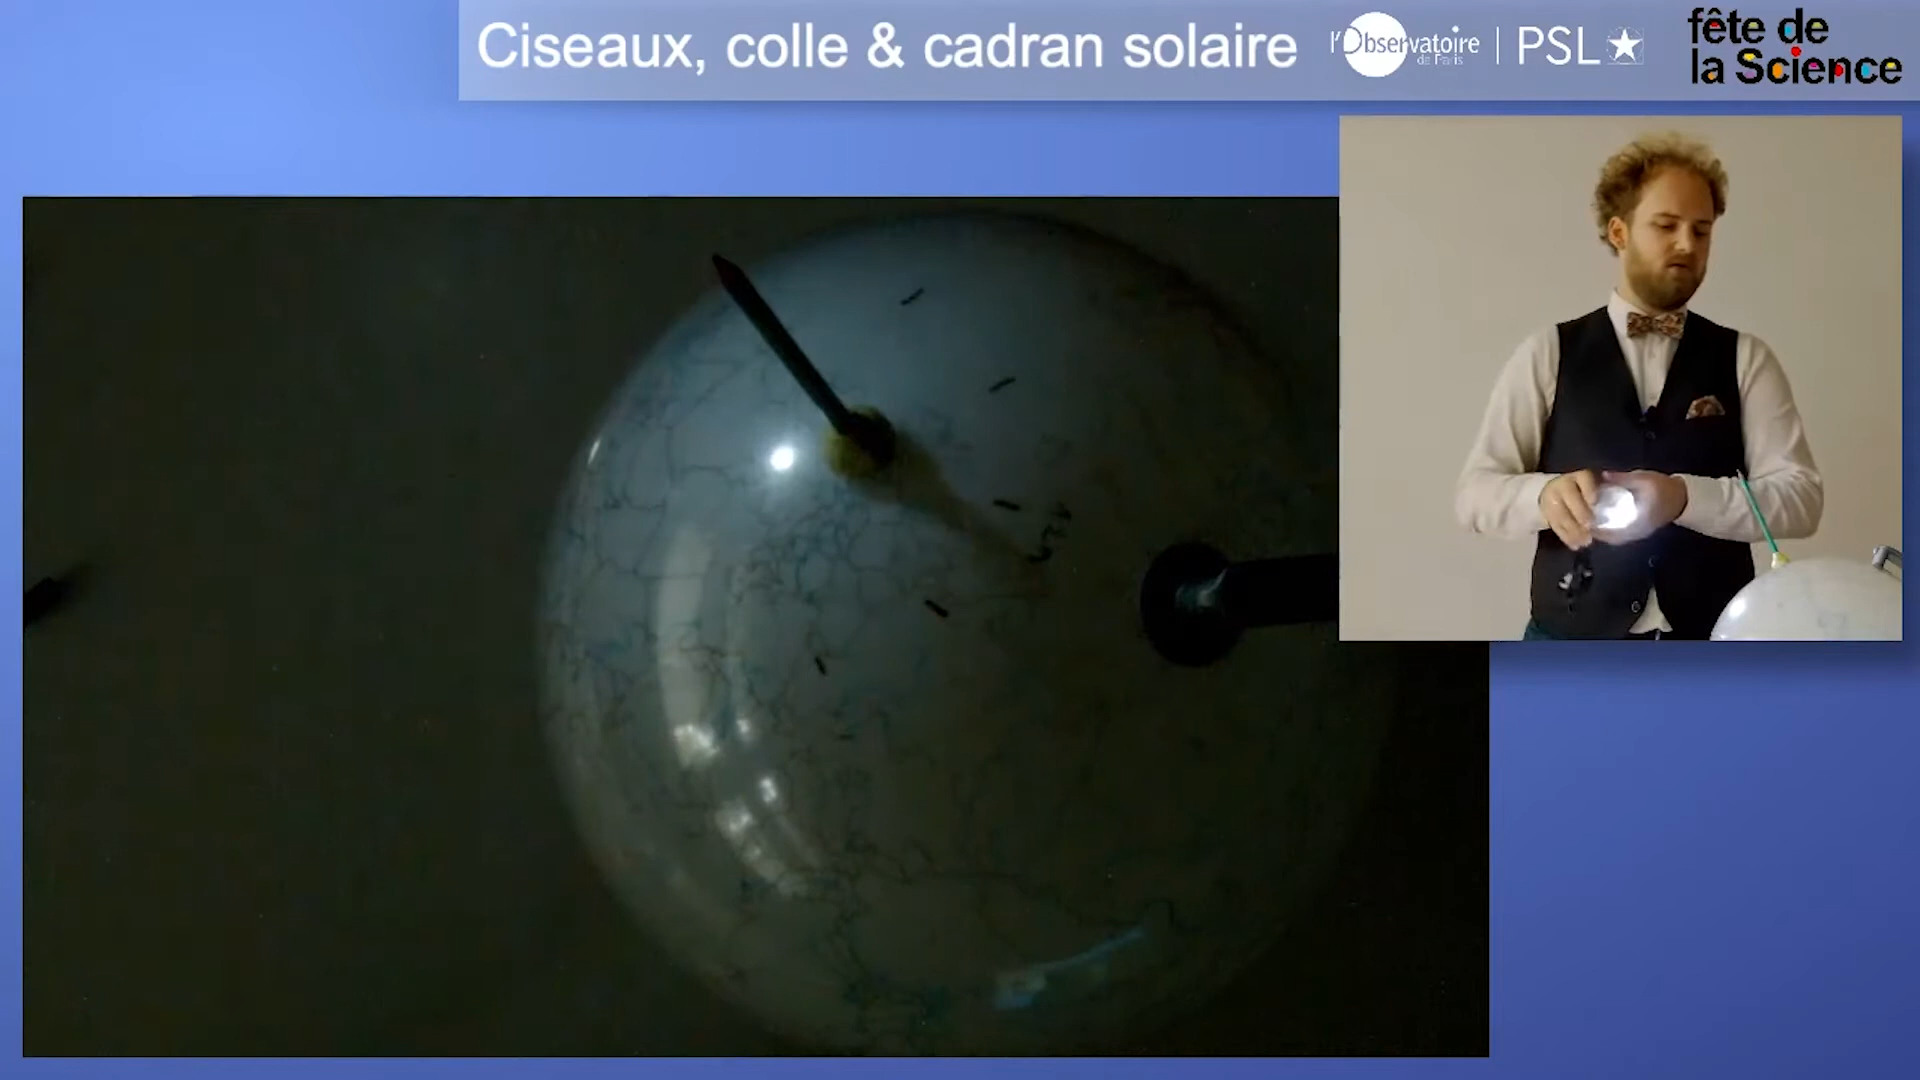 Ciseaux, colle & cadran solaire
l'Observatoire
de Paris
PSL
fête de
la Science